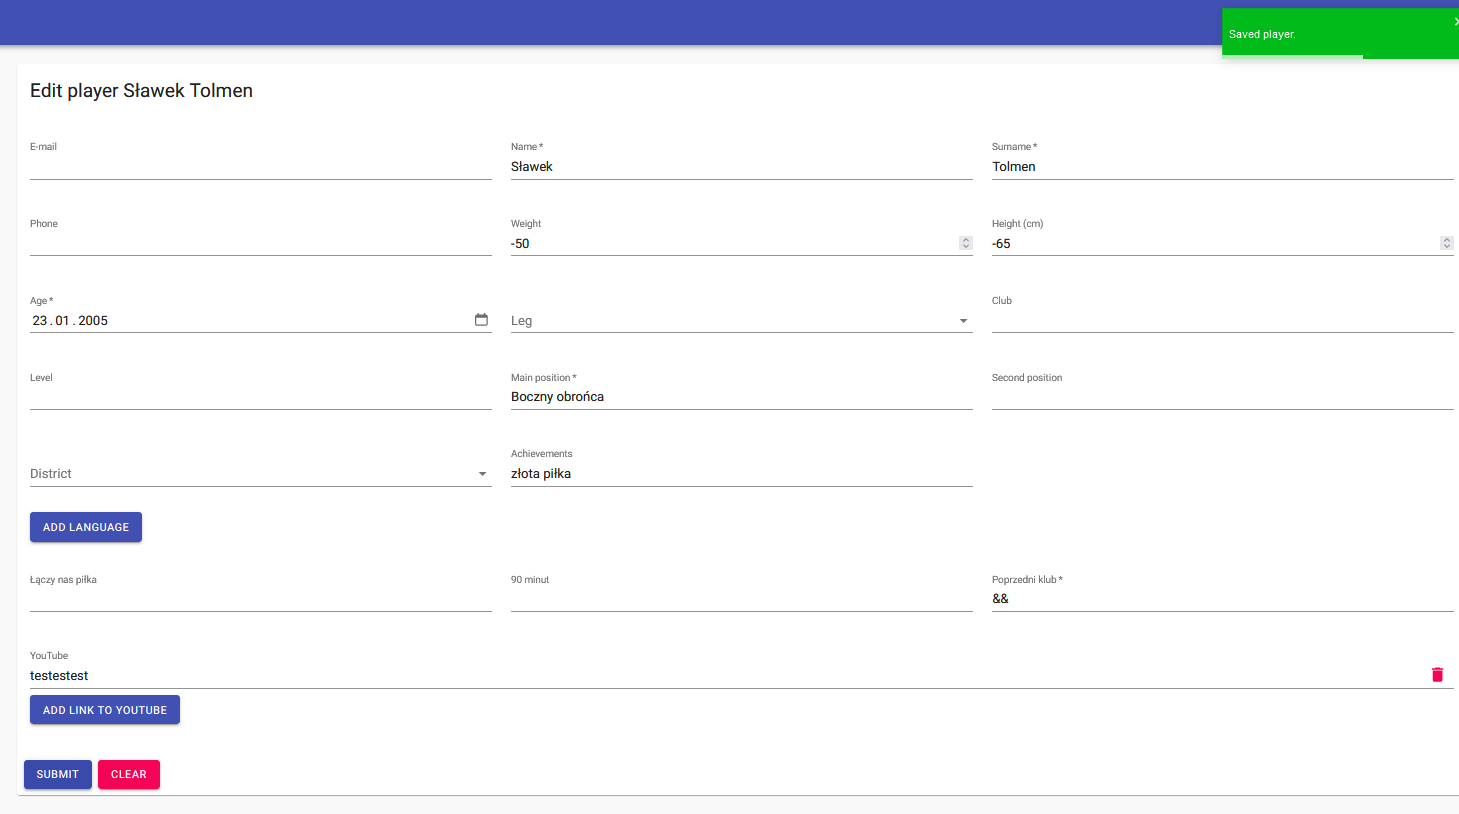 Saved player.
Edit player Sławek Tolmen
E-mail
Name *
Surname *
Sławek
Tolmen
Phone
Weight
Height (cm)
-50
-65
Age *
Club
23 . 01 . 2005
Leg
Level
Main position *
Second position
Boczny obrońca
Achievements
District
złota piłka
ADD LANGUAGE
Łączy nas piłka
90 minut
Poprzedni klub *
&&
YouTube
testestest
ADD LINK TO YOUTUBE
SUBMIT
CLEAR